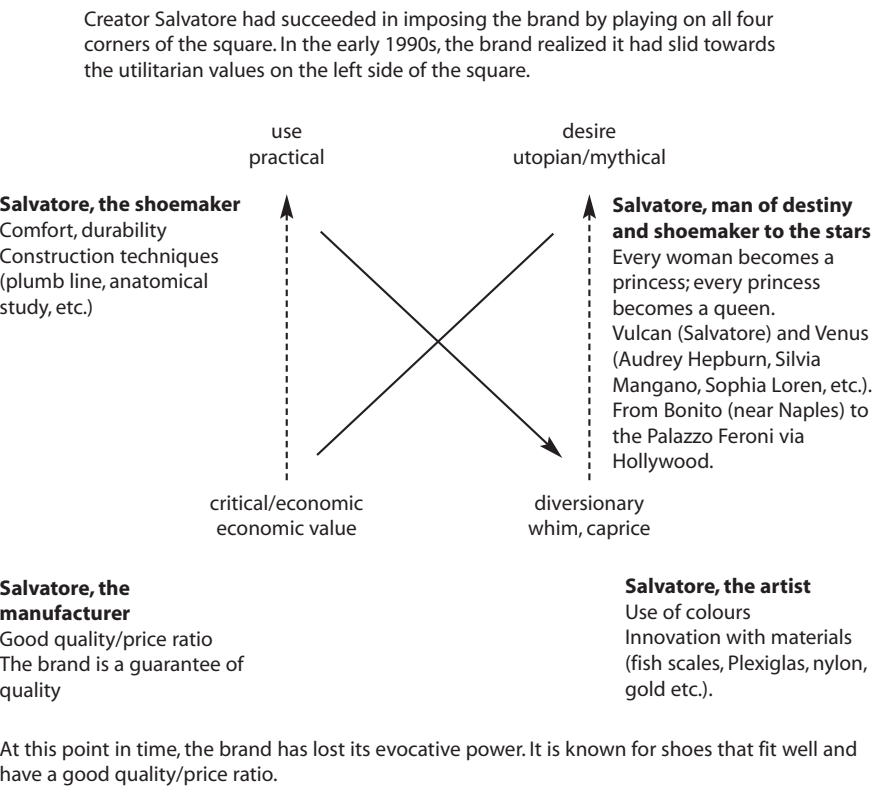 Creator Salvatore had succeeded in imposing the brand by playing on all four
corners of the square. In the early 1990s, the brand realized it had slid towards
the utilitarian values on the left side of the square.
use
practical
desire
utopian/mythical
Salvatore, the shoemaker
Comfort, durability
Construction techniques
(plumb line, anatomical
study, etc.)
Salvatore, man of destiny
and shoemaker to the stars
Every woman becomes a
princess; every princess
becomes a queen.
Vulcan (Salvatore) and Venus
(Audrey Hepburn, Silvia
Mangano, Sophia Loren, etc.).
From Bonito (near Naples) to
the Palazzo Feroni via
Hollywood.
critical/economic
economic value
diversionary
whim, caprice
Salvatore, the
manufacturer
Good quality/price ratio
The brand is a guarantee of
quality
Salvatore, the artist
Use of colours
Innovation with materials
(fish scales, Plexiglas, nylon,
gold etc.).
At this point in time, the brand has lost its evocative power. It is known for shoes that fit well and
have a good quality/price ratio.